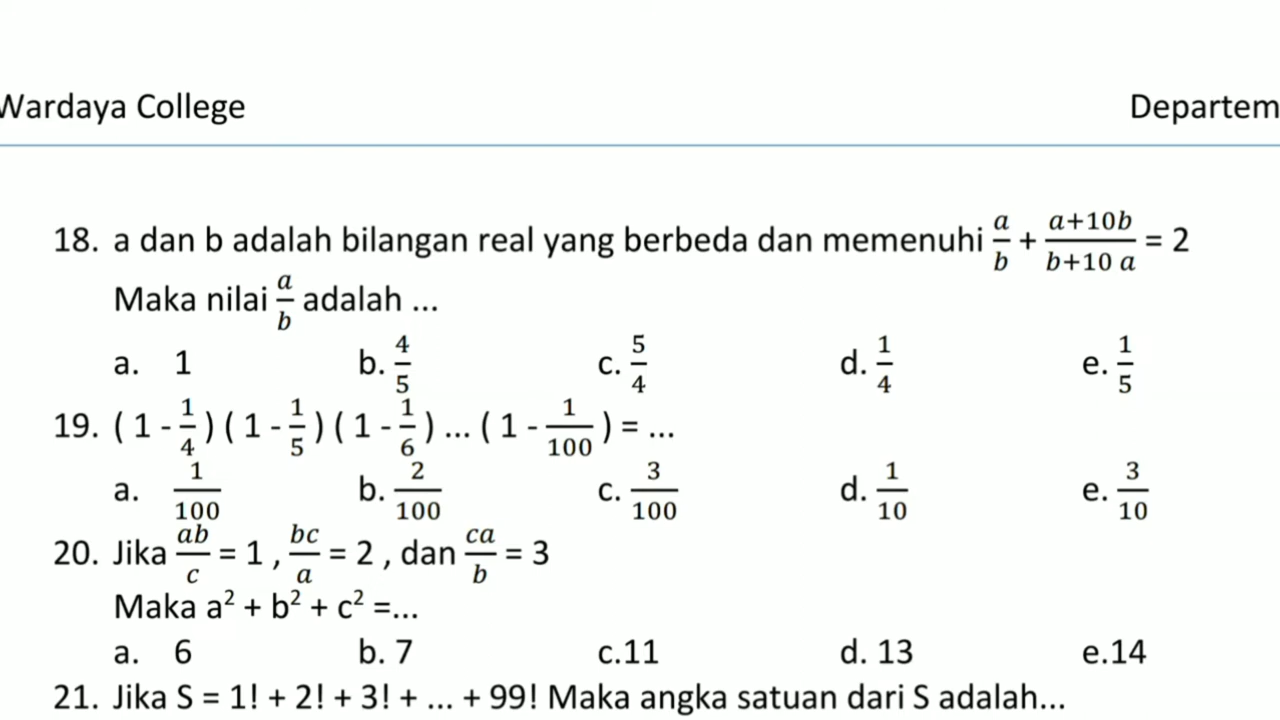 Wardaya College Departem
18. a dan b adalah bilangan real yang berbeda dan memenuhi a/b + (a+10b)/(b+10 a) = 2
Maka nilai a/b adalah ...
a. 1 b. 4/5 c. 5/4 d. 1/4 e. 1/5
19. ( 1 - 1/4 ) ( 1 - 1/5 ) ( 1 - 1/6 ) ... ( 1 - 1/100 ) = ...
a. 1/100 b. 2/100 c. 3/100 d. 1/10 e. 3/10
20. Jika ab/c = 1 , bc/a = 2 , dan ca/b = 3
Maka a² + b² + c² =...
a. 6 b. 7 c.11 d. 13 e.14
21. Jika S = 1! + 2! + 3! + ... + 99! Maka angka satuan dari S adalah...